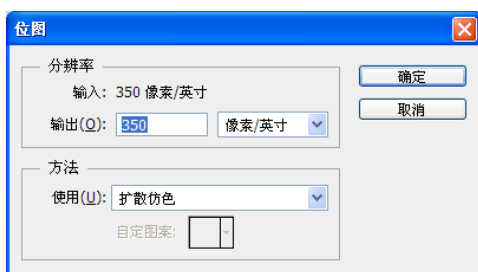 位图
分辨率
输入: 350 像素/英寸
输出(O): 350 像素/英寸
确定
取消
方法
使用(U): 扩散仿色
自定图案: